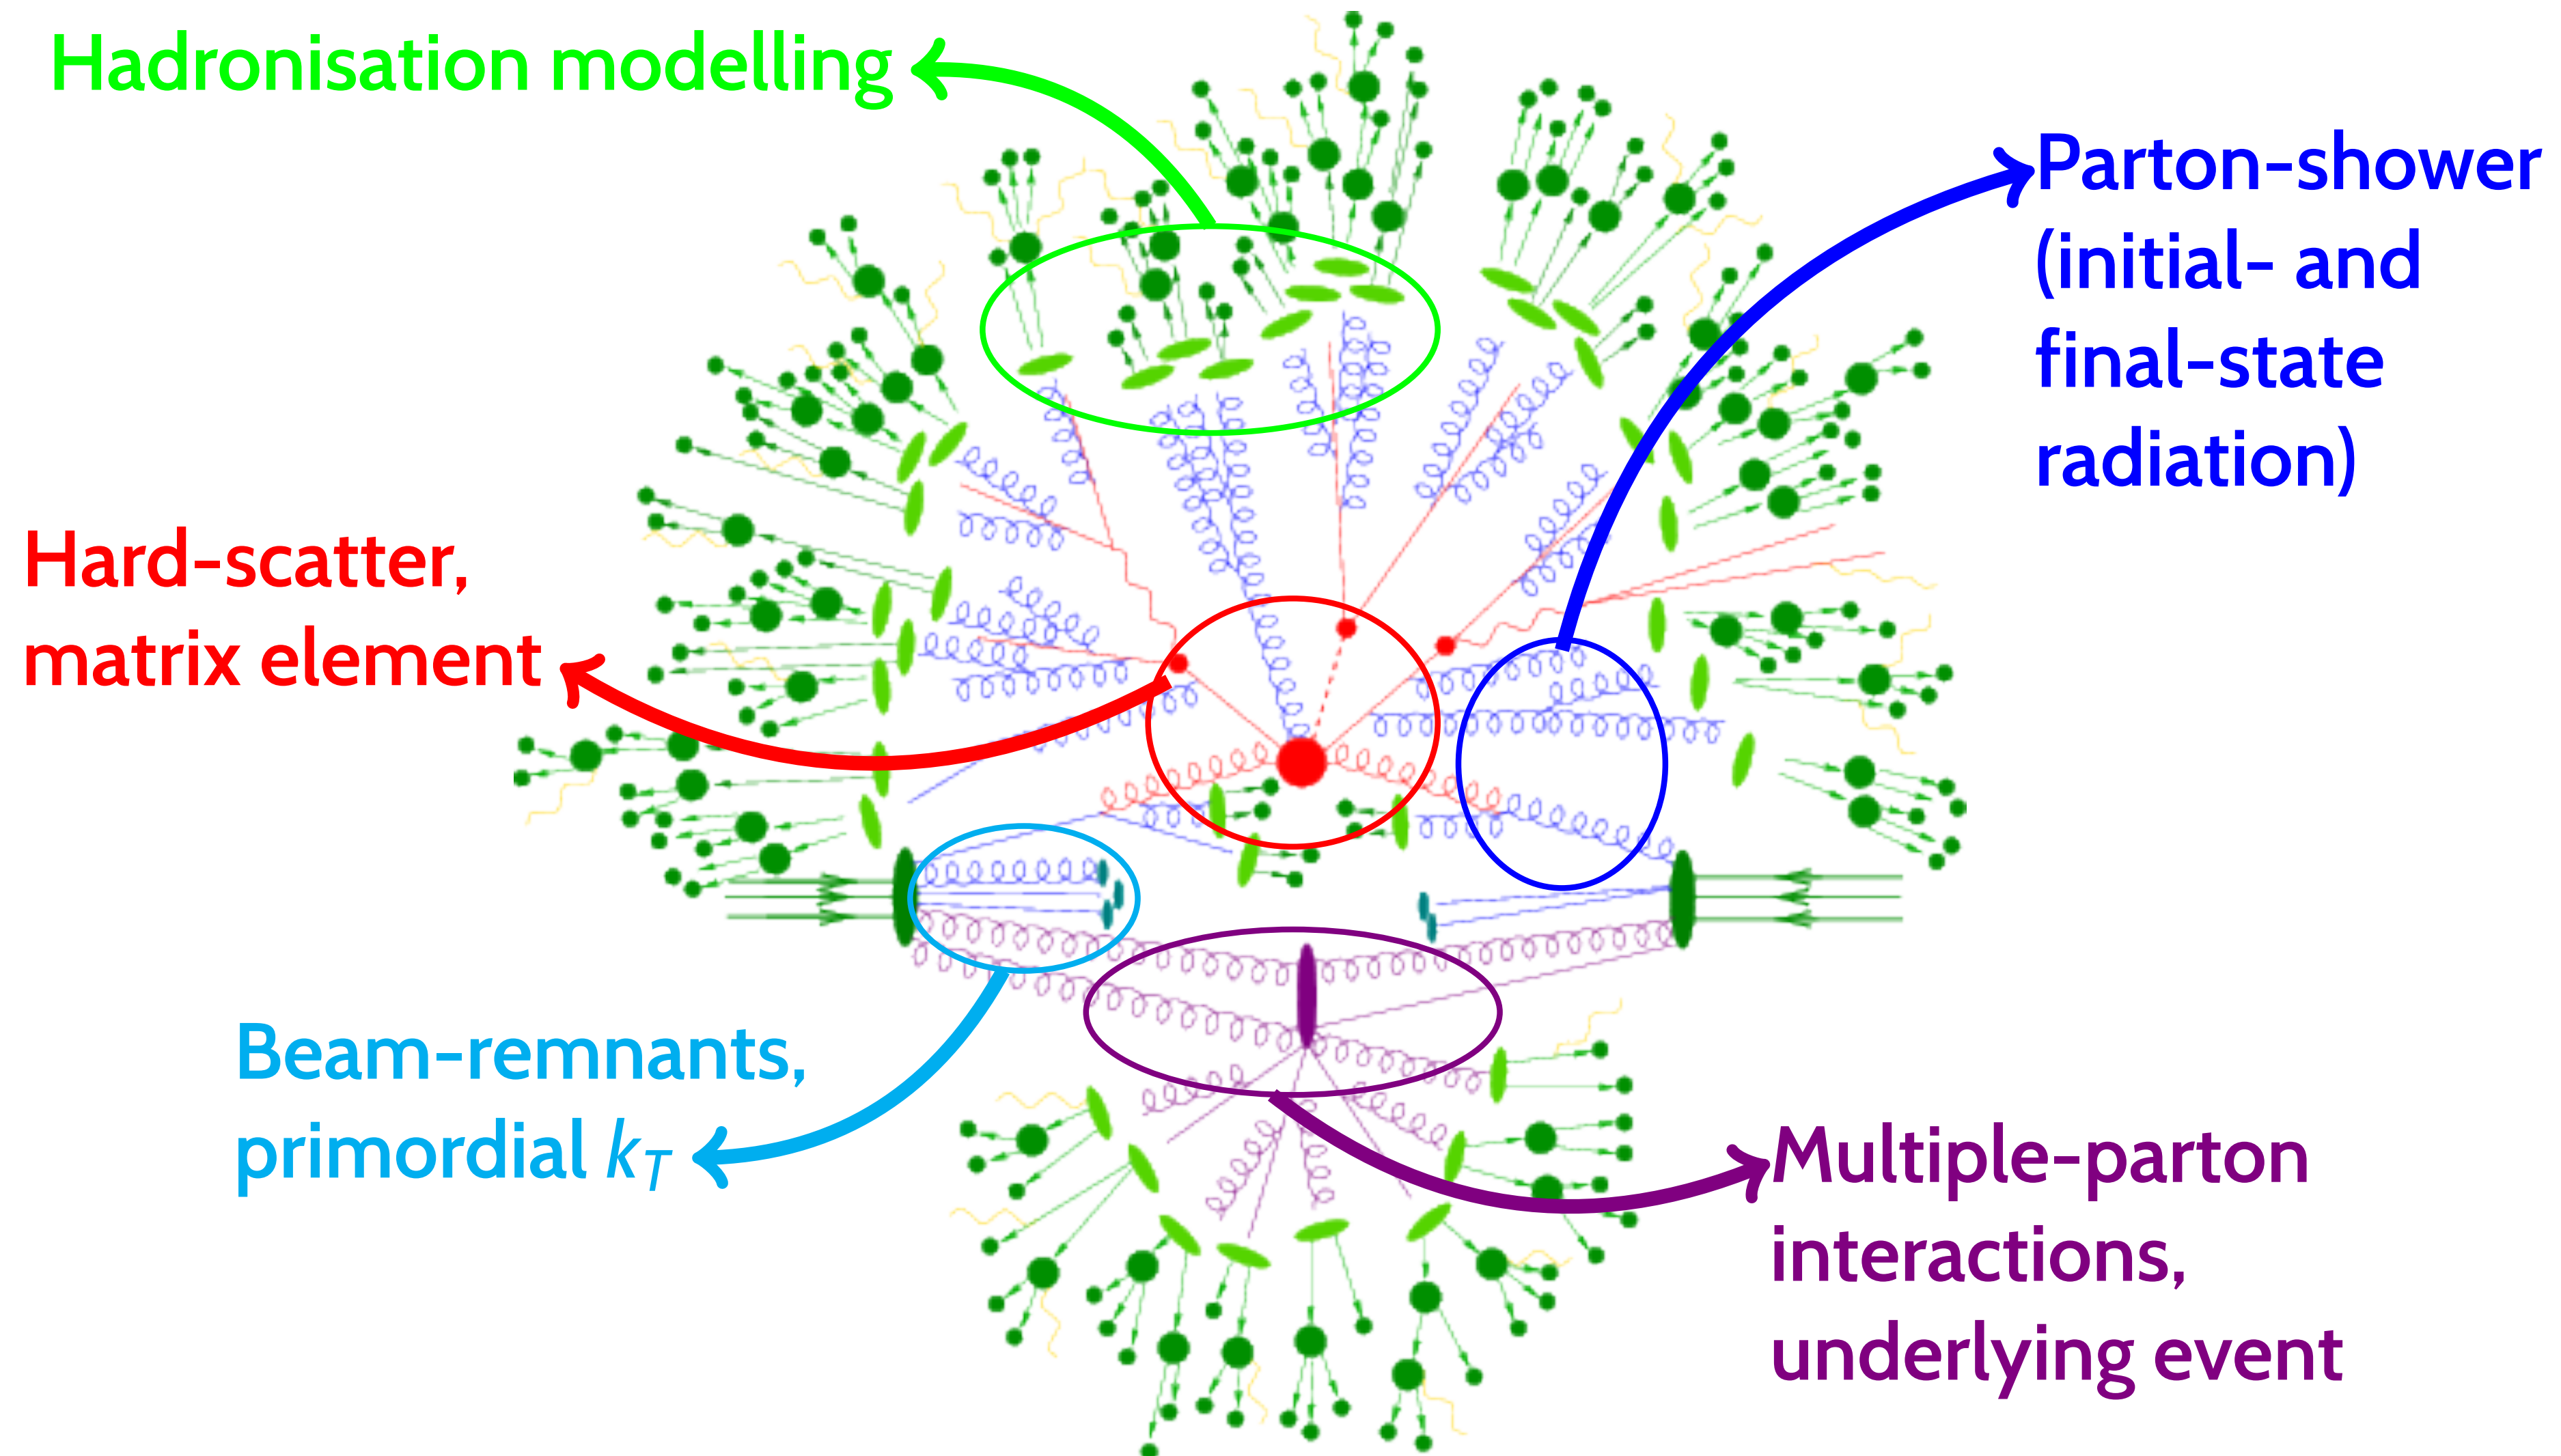 Hadronisation modelling
Parton-shower
(initial- and
final-state
radiation)
Hard-scatter,
matrix element
Beam-remnants,
primordial k_T
Multiple-parton
interactions,
underlying event